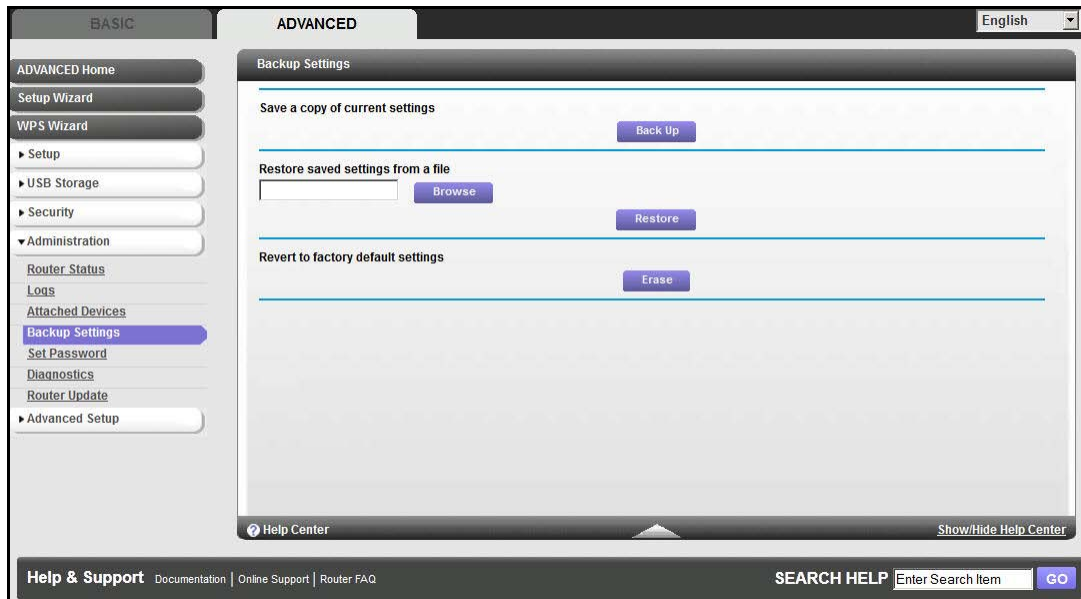 BASIC
ADVANCED
English
ADVANCED Home
Setup Wizard
WPS Wizard
Setup
USB Storage
Security
Administration
Router Status
Logs
Attached Devices
Backup Settings
Set Password
Diagnostics
Router Update
Advanced Setup
Backup Settings
Save a copy of current settings
Back Up
Restore saved settings from a file
Browse
Restore
Revert to factory default settings
Erase
? Help Center
Show/Hide Help Center
Help & Support Documentation | Online Support | Router FAQ
SEARCH HELP Enter Search Item GO